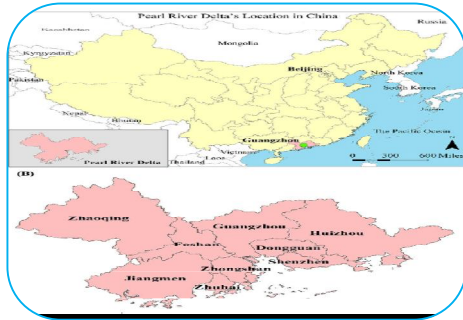 Pearl River Delta's Location in China
Russia
Kazakhstan
Mongolia
Kyrgyzstan
Beijing
North Korea
Pakistan
South Korea
Japan
Nepal
Bhutan
The Pacific Ocean
Guangzhou
Vietnam
Laos
Pearl River Delta
Thailand
0 300 600 Miles
(B)
Zhaoqing
Guangzhou
Huizhou
Foshan
Dongguan
Shenzhen
Jiangmen
Zhongshan
Zhuhai